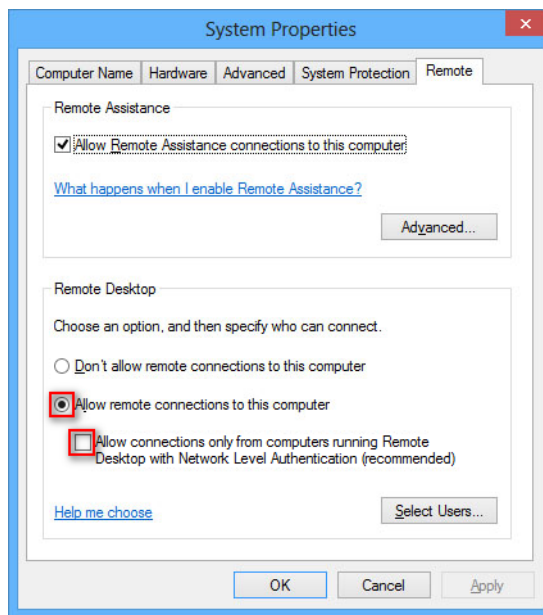 System Properties
Computer Name
Hardware
Advanced
System Protection
Remote
Remote Assistance
Allow Remote Assistance connections to this computer
What happens when I enable Remote Assistance?
Advanced...
Remote Desktop
Choose an option, and then specify who can connect.
Don't allow remote connections to this computer
Allow remote connections to this computer
Allow connections only from computers running Remote
Desktop with Network Level Authentication (recommended)
Help me choose
Select Users...
OK
Cancel
Apply